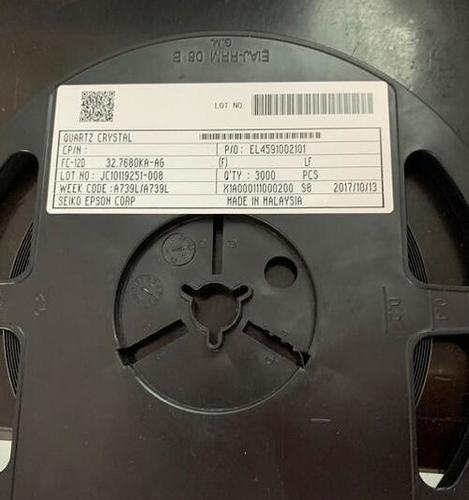 EIAJ-RRM 08 B
G.M.
LOT NO
QUARTZ CRYSTAL
CP/N : P/O: EL4591002101
FC-12D 32.7680KA-AG (F) LF
LOT NO : JC10119251-008 Q'TY : 3000 PCS
WEEK CODE : A739L/A739L X1A000111000200 S8 2017/10/13
SEIKO EPSON CORP MADE IN MALAYSIA